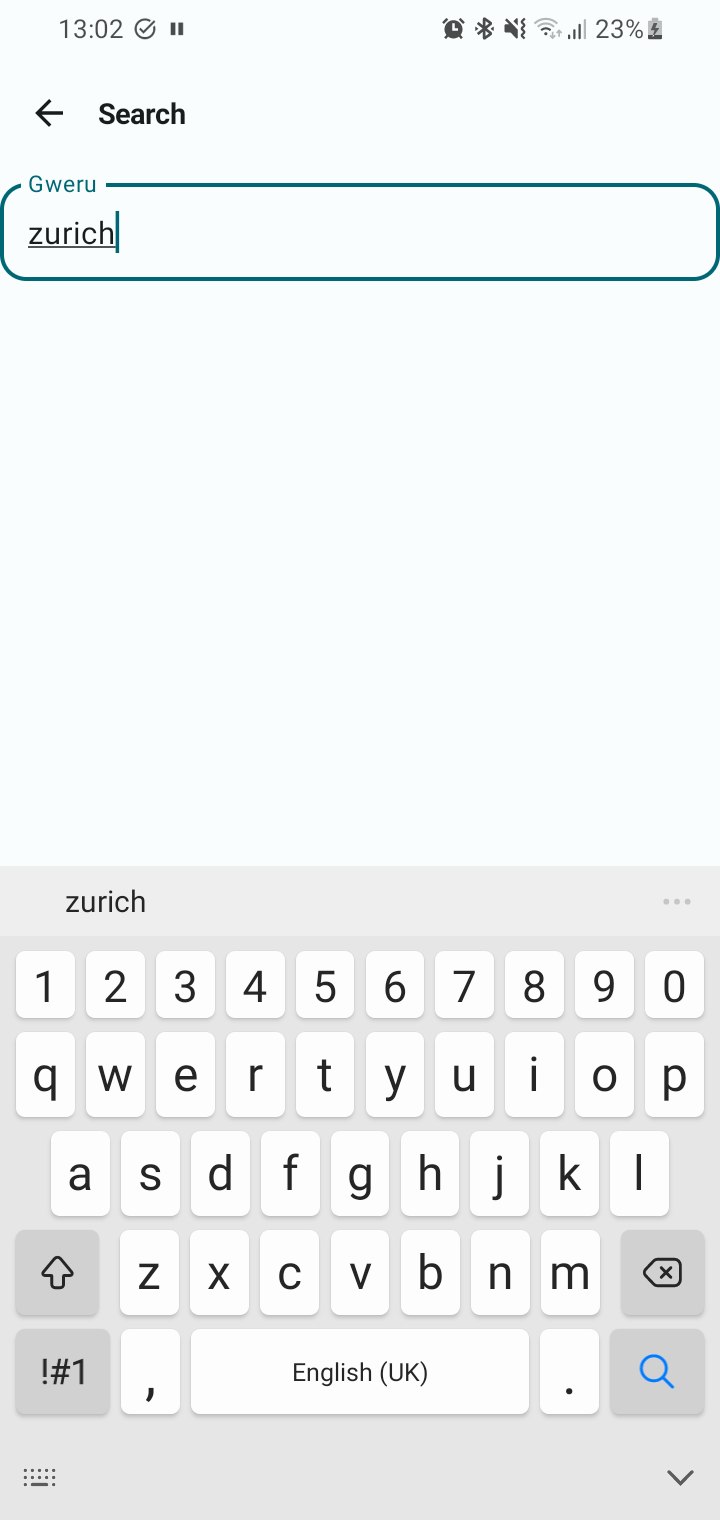 13:02 23%
Search
Gweru
zurich
zurich
1 2 3 4 5 6 7 8 9 0
q w e r t y u i o p
a s d f g h j k l
z x c v b n m
!#1 , English (UK) .